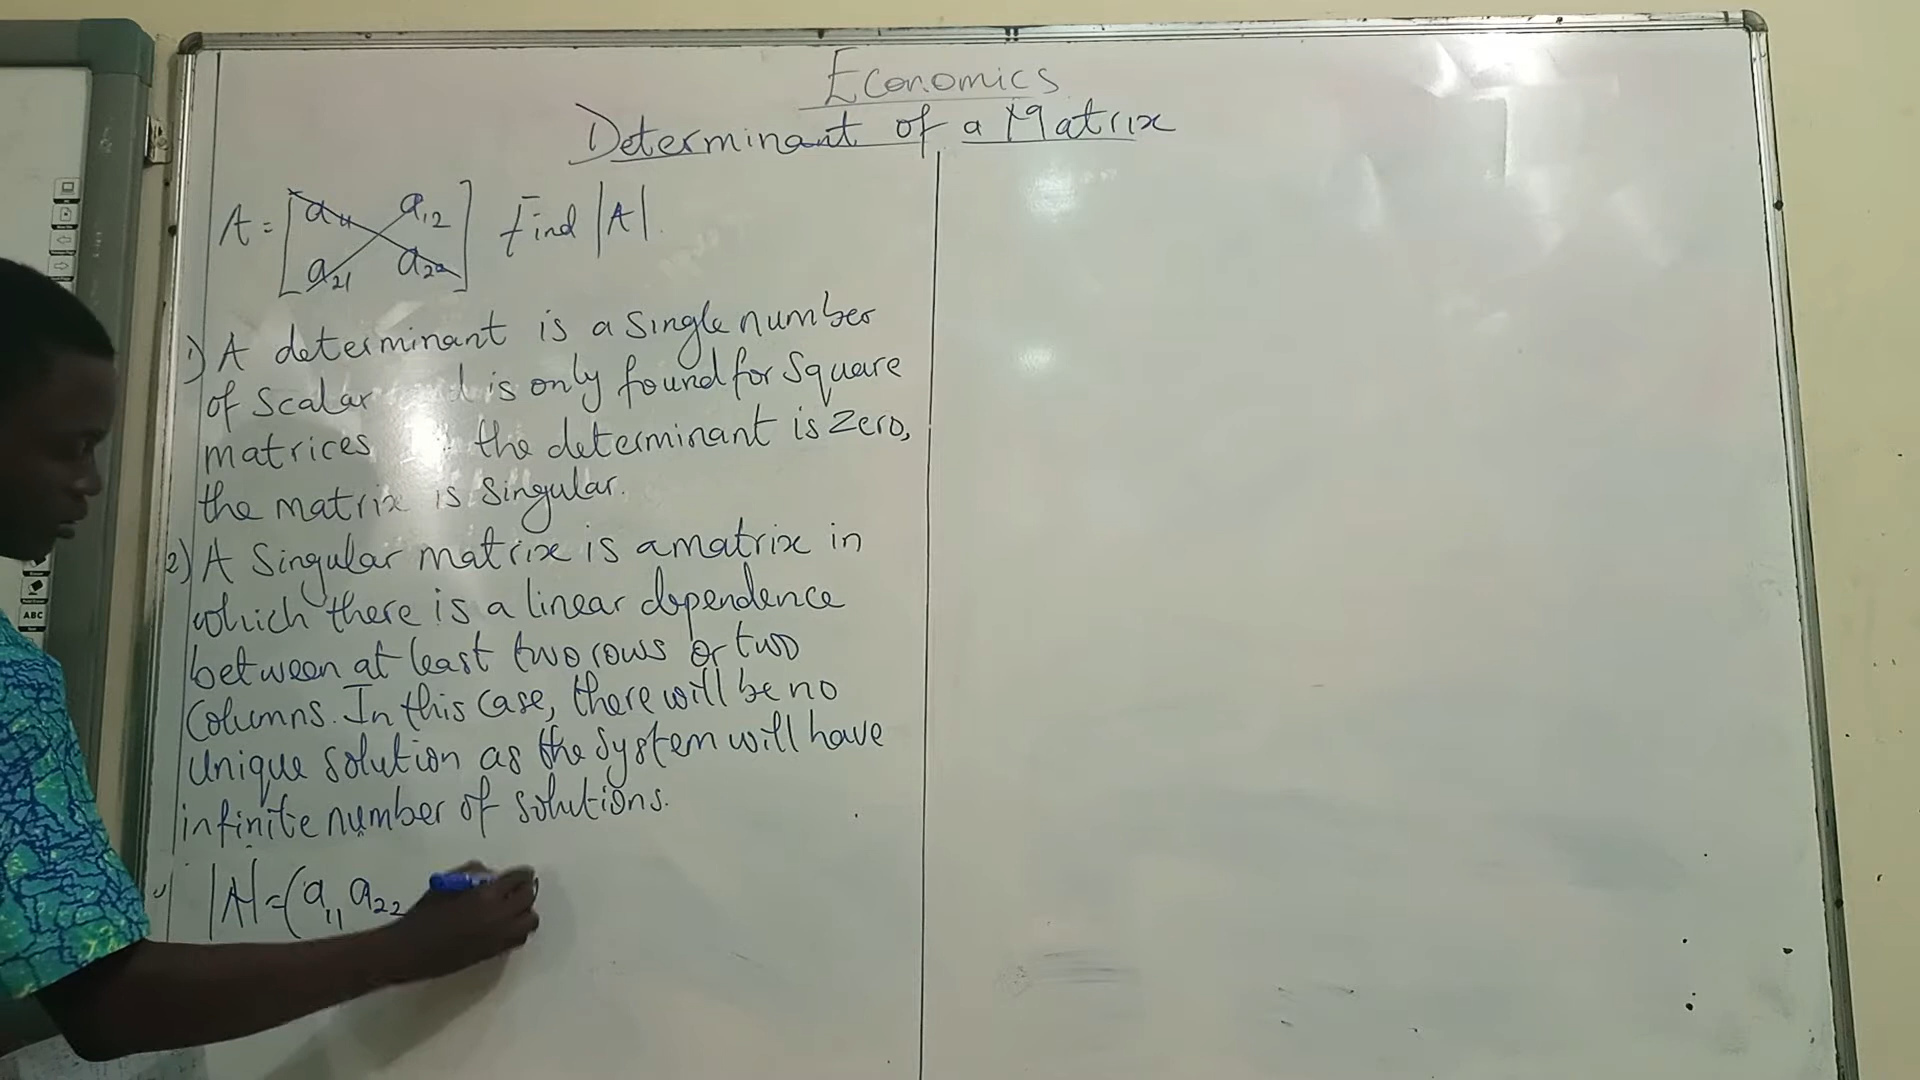 Economics
Determinant of a Matrix
A = [a11 a12
a21 a22] Find |A|.
1) A determinant is a single number
of scalar is only found for square
matrices the determinant is zero,
the matrix is singular.
2) A Singular matrix is a matrix in
which there is a linear dependence
between at least two rows or two
Columns. In this case, there will be no
unique solution as the system will have
infinite number of solutions.
|A| = (a11 a22
ABC